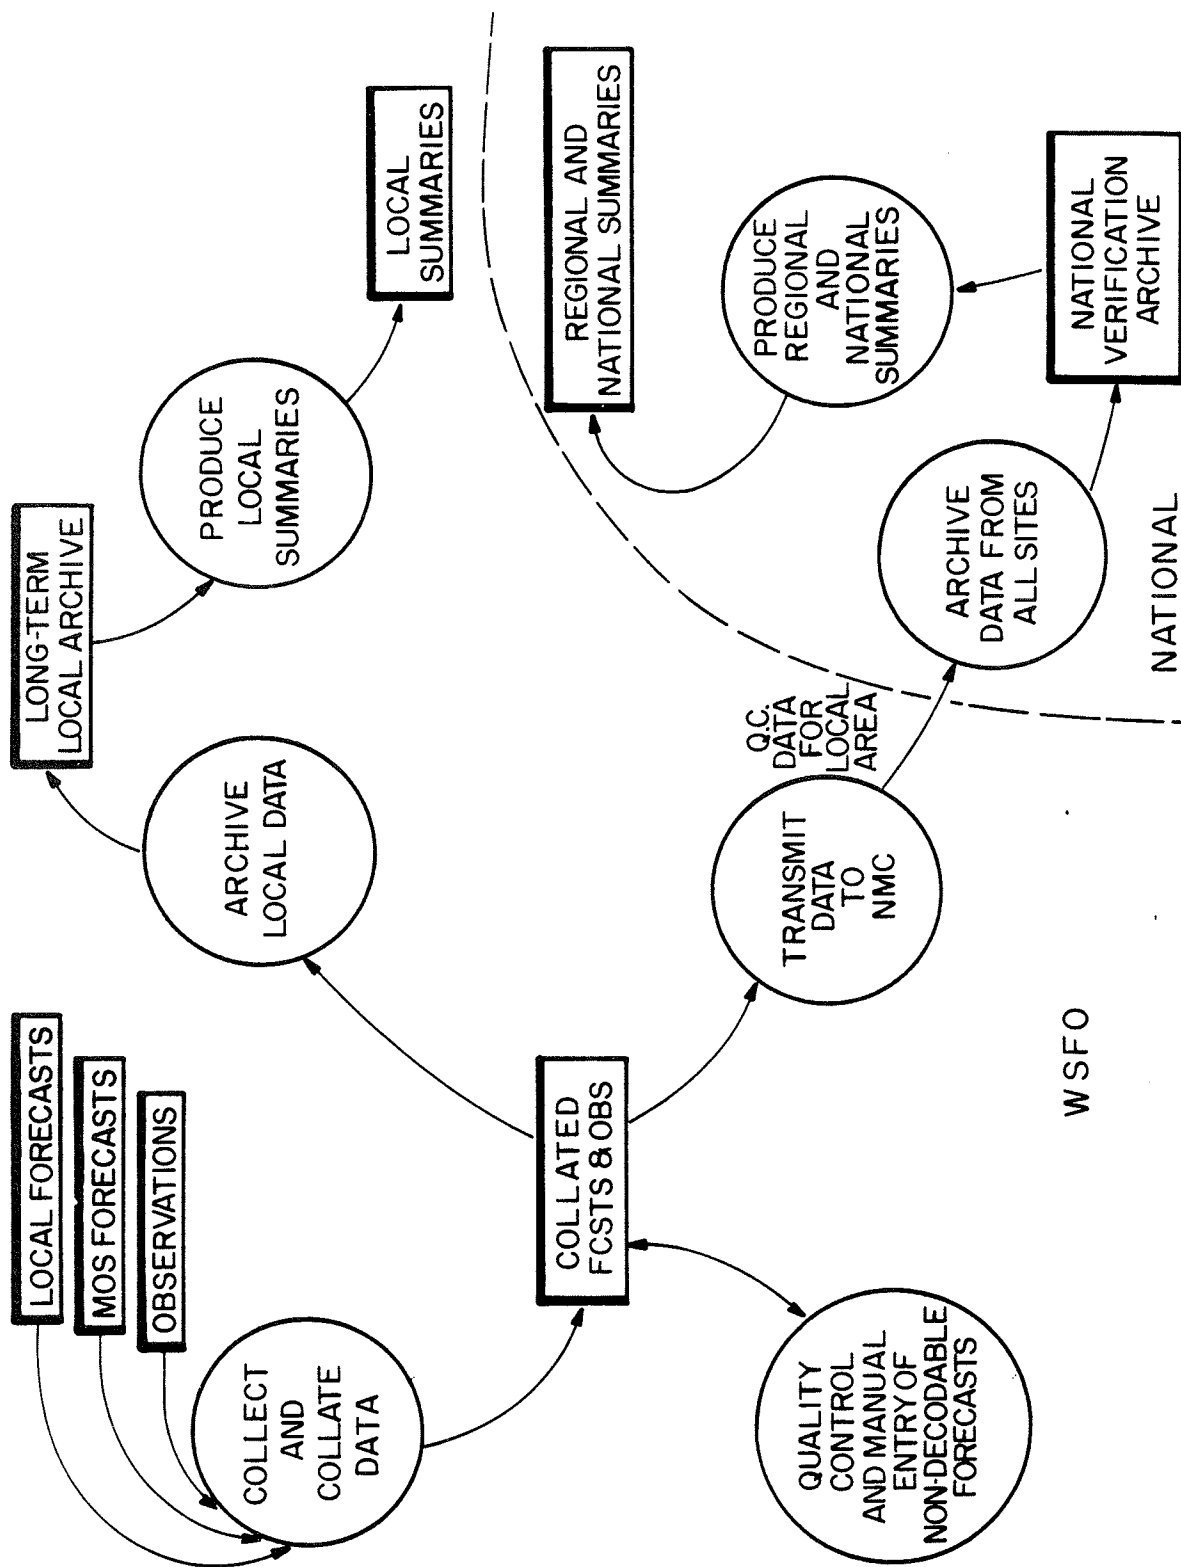 LOCAL FORECASTS
MOS FORECASTS
OBSERVATIONS
COLLECT
AND
COLLATE
DATA
COLLATED
FCSTS & OBS
QUALITY
CONTROL
AND MANUAL
ENTRY OF
NON-DECODABLE
FORECASTS
ARCHIVE
LOCAL DATA
LONG-TERM
LOCAL ARCHIVE
PRODUCE
LOCAL
SUMMARIES
LOCAL
SUMMARIES
TRANSMIT
DATA
TO
NMC
Q.C.
DATA
FOR
LOCAL
AREA
WSFO
ARCHIVE
DATA FROM
ALL SITES
NATIONAL
VERIFICATION
ARCHIVE
PRODUCE
REGIONAL
AND
NATIONAL
SUMMARIES
REGIONAL AND
NATIONAL SUMMARIES
NATIONAL